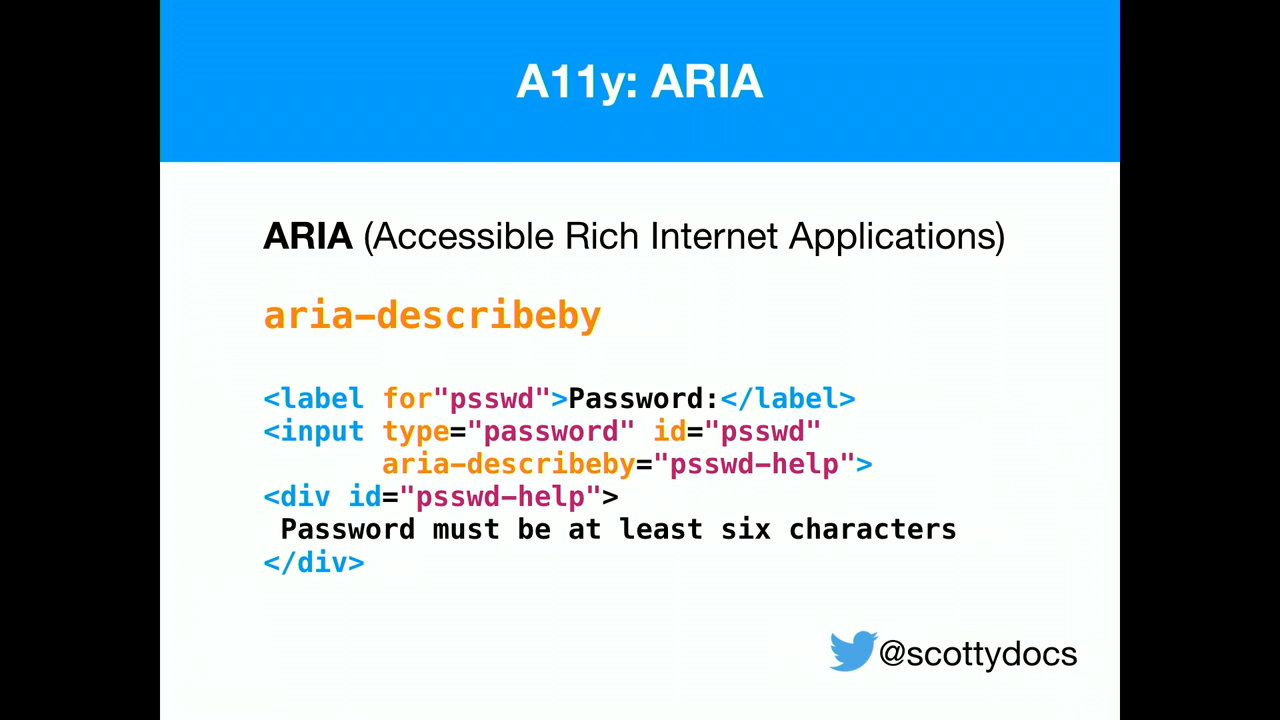 A11y: ARIA
ARIA (Accessible Rich Internet Applications)
aria-describeby
<label for"psswd">Password:</label>
<input type="password" id="psswd"
aria-describeby="psswd-help">
<div id="psswd-help">
Password must be at least six characters
</div>
@scottydocs